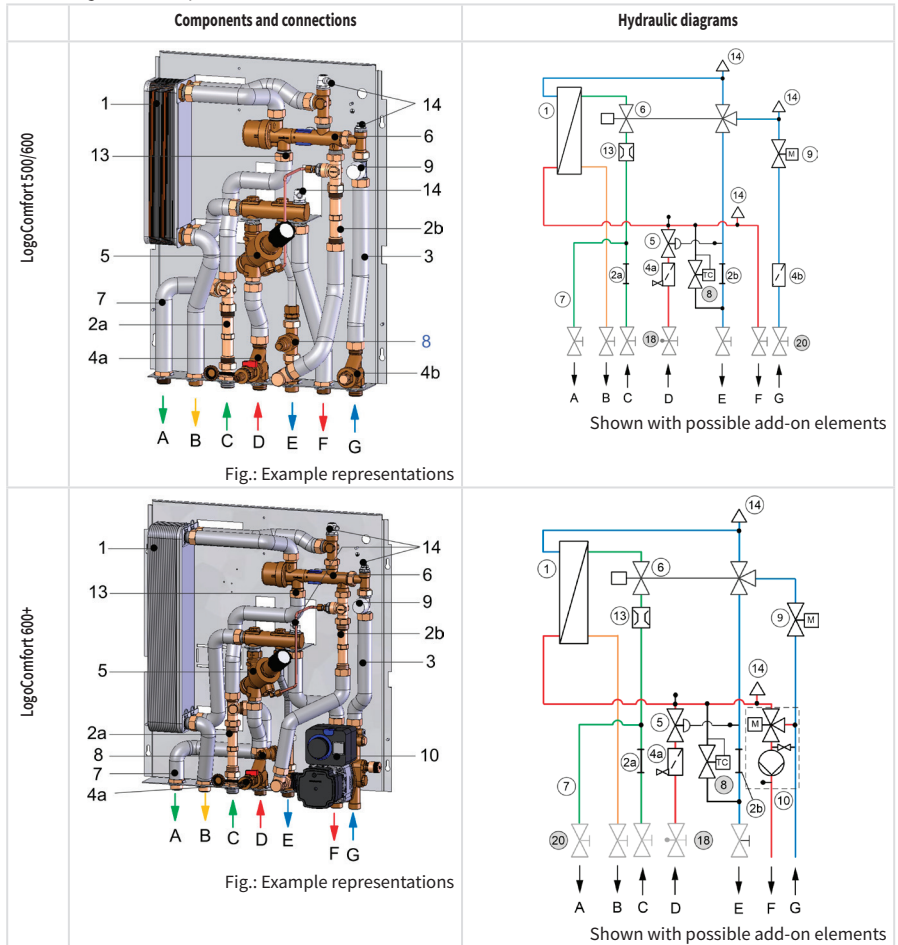 Components and connections
Hydraulic diagrams
LogoComfort 500/600
1
13
5
7
2a
4a
14
6
9
14
2b
3
8
4b
A B C D E F G
Fig.: Example representations
14
14
1
6
13
9
M
14
5
4a
2a
TC
8
2b
4b
7
18
20
A B C D E F G
Shown with possible add-on elements
LogoComfort 600+
1
13
5
2a
8
7
4a
14
6
9
2b
3
10
A B C D E F G
Fig.: Example representations
14
1
6
13
9
M
14
M
5
4a
2a
TC
8
2b
10
7
20
18
A B C D E F G
Shown with possible add-on elements